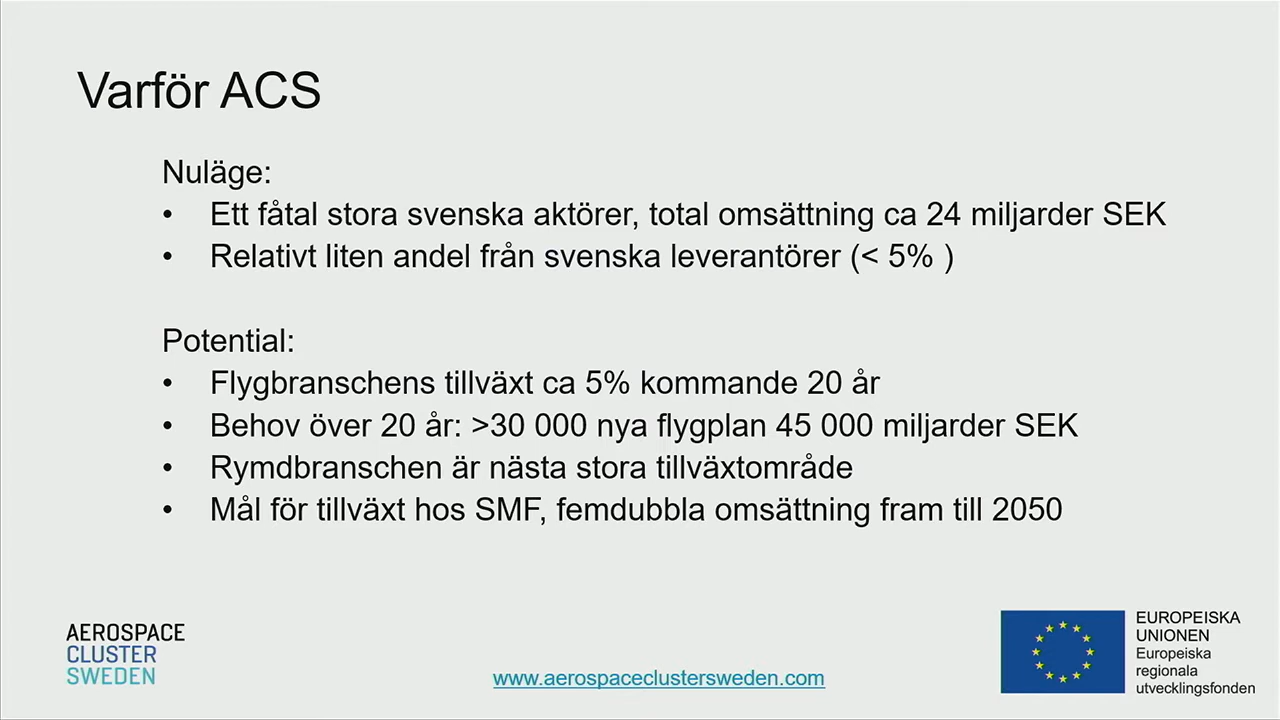 Varför ACS
Nuläge:
• Ett fåtal stora svenska aktörer, total omsättning ca 24 miljarder SEK
• Relativt liten andel från svenska leverantörer (< 5% )
Potential:
• Flygbranschens tillväxt ca 5% kommande 20 år
• Behov över 20 år: >30 000 nya flygplan 45 000 miljarder SEK
• Rymdbranschen är nästa stora tillväxtområde
• Mål för tillväxt hos SMF, femdubbla omsättning fram till 2050
AEROSPACE
CLUSTER
SWEDEN
www.aerospaceclustersweden.com
EUROPEISKA
UNIONEN
Europeiska
regionala
utvecklingsfonden